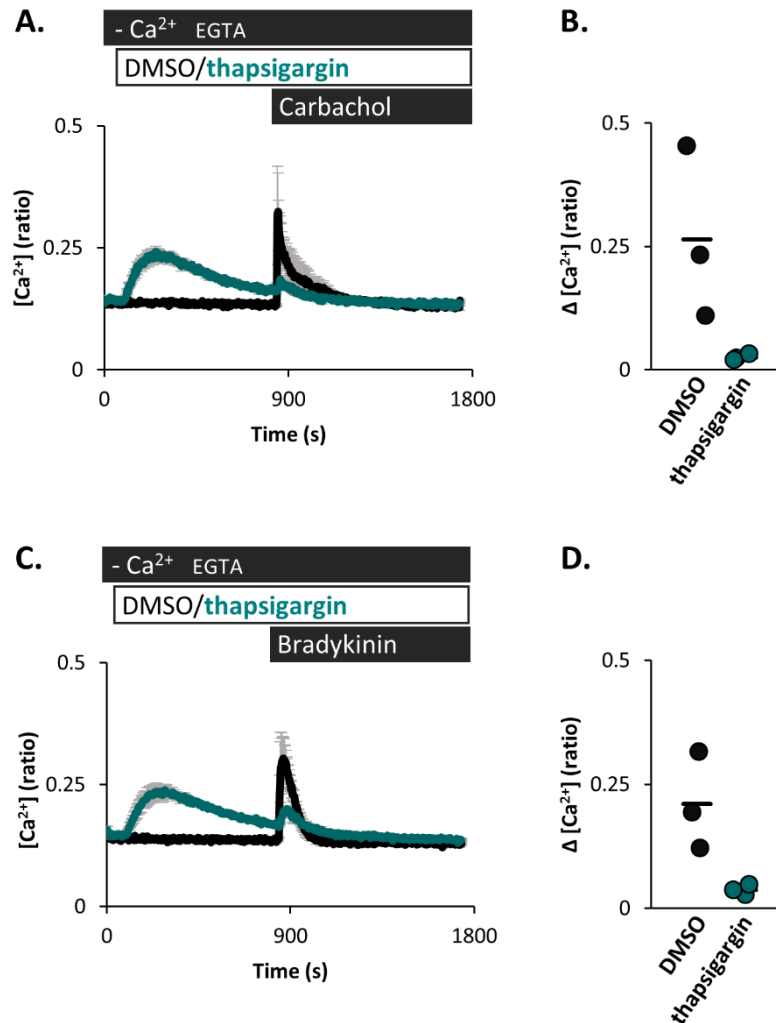 A.
- Ca²⁺ EGTA
DMSO/thapsigargin
Carbachol
0.5
0.25
0
[Ca²⁺] (ratio)
0
900
1800
Time (s)
B.
0.5
0.25
0
Δ [Ca²⁺] (ratio)
DMSO
thapsigargin
C.
- Ca²⁺ EGTA
DMSO/thapsigargin
Bradykinin
0.5
0.25
0
[Ca²⁺] (ratio)
0
900
1800
Time (s)
D.
0.5
0.25
0
Δ [Ca²⁺] (ratio)
DMSO
thapsigargin